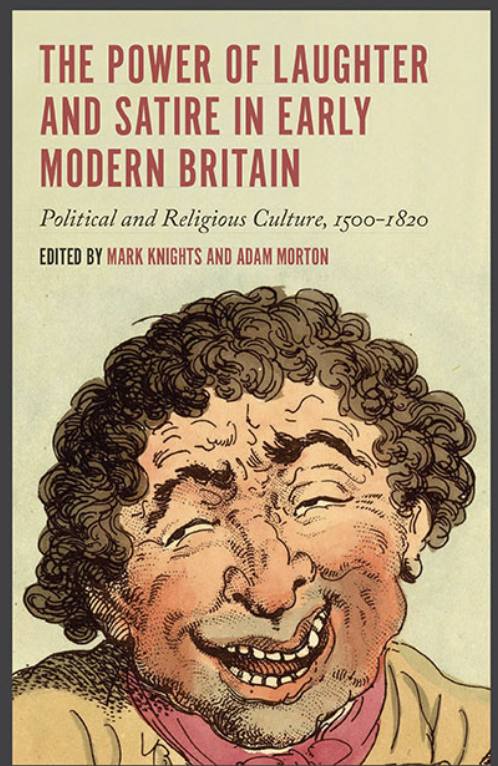 THE POWER OF LAUGHTER
AND SATIRE IN EARLY
MODERN BRITAIN
Political and Religious Culture, 1500–1820
EDITED BY MARK KNIGHTS AND ADAM MORTON